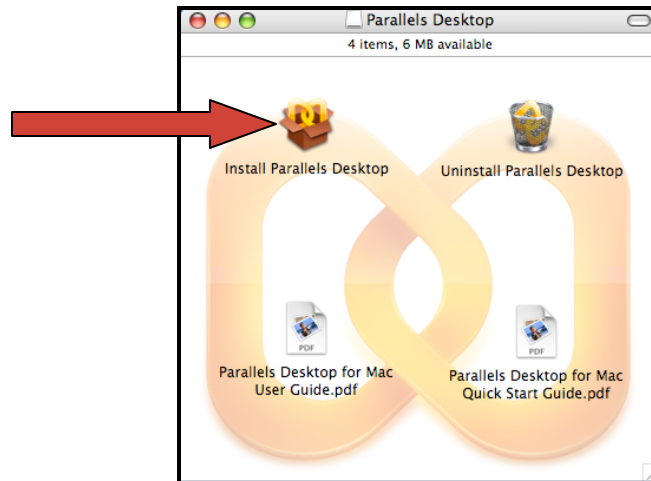 Parallels Desktop
4 items, 6 MB available
Install Parallels Desktop
Uninstall Parallels Desktop
PDF
PDF
Parallels Desktop for Mac
User Guide.pdf
Parallels Desktop for Mac
Quick Start Guide.pdf